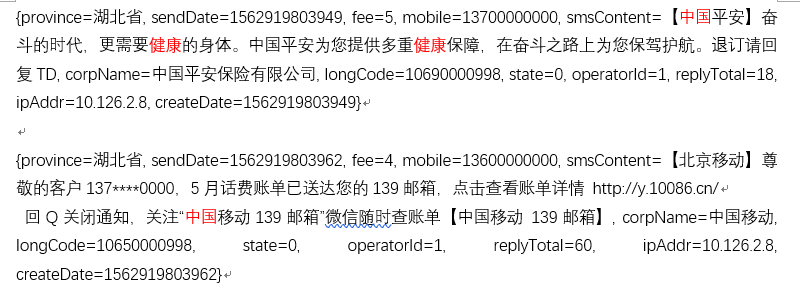 {province=湖北省, sendDate=1562919803949, fee=5, mobile=13700000000, smsContent=【中国平安】奋
斗的时代，更需要健康的身体。中国平安为您提供多重健康保障，在奋斗之路上为您保驾护航。退订请回
复 TD, corpName=中国平安保险有限公司, longCode=10690000998, state=0, operatorId=1, replyTotal=18,
ipAddr=10.126.2.8, createDate=1562919803949}
{province=湖北省, sendDate=1562919803962, fee=4, mobile=13600000000, smsContent=【北京移动】尊
敬的客户 137****0000，5 月话费账单已送达您的 139 邮箱，点击查看账单详情 http://y.10086.cn/
回 Q 关闭通知，关注“中国移动 139 邮箱”微信随时查账单【中国移动 139 邮箱】, corpName=中国移动,
longCode=10650000998, state=0, operatorId=1, replyTotal=60, ipAddr=10.126.2.8,
createDate=1562919803962}